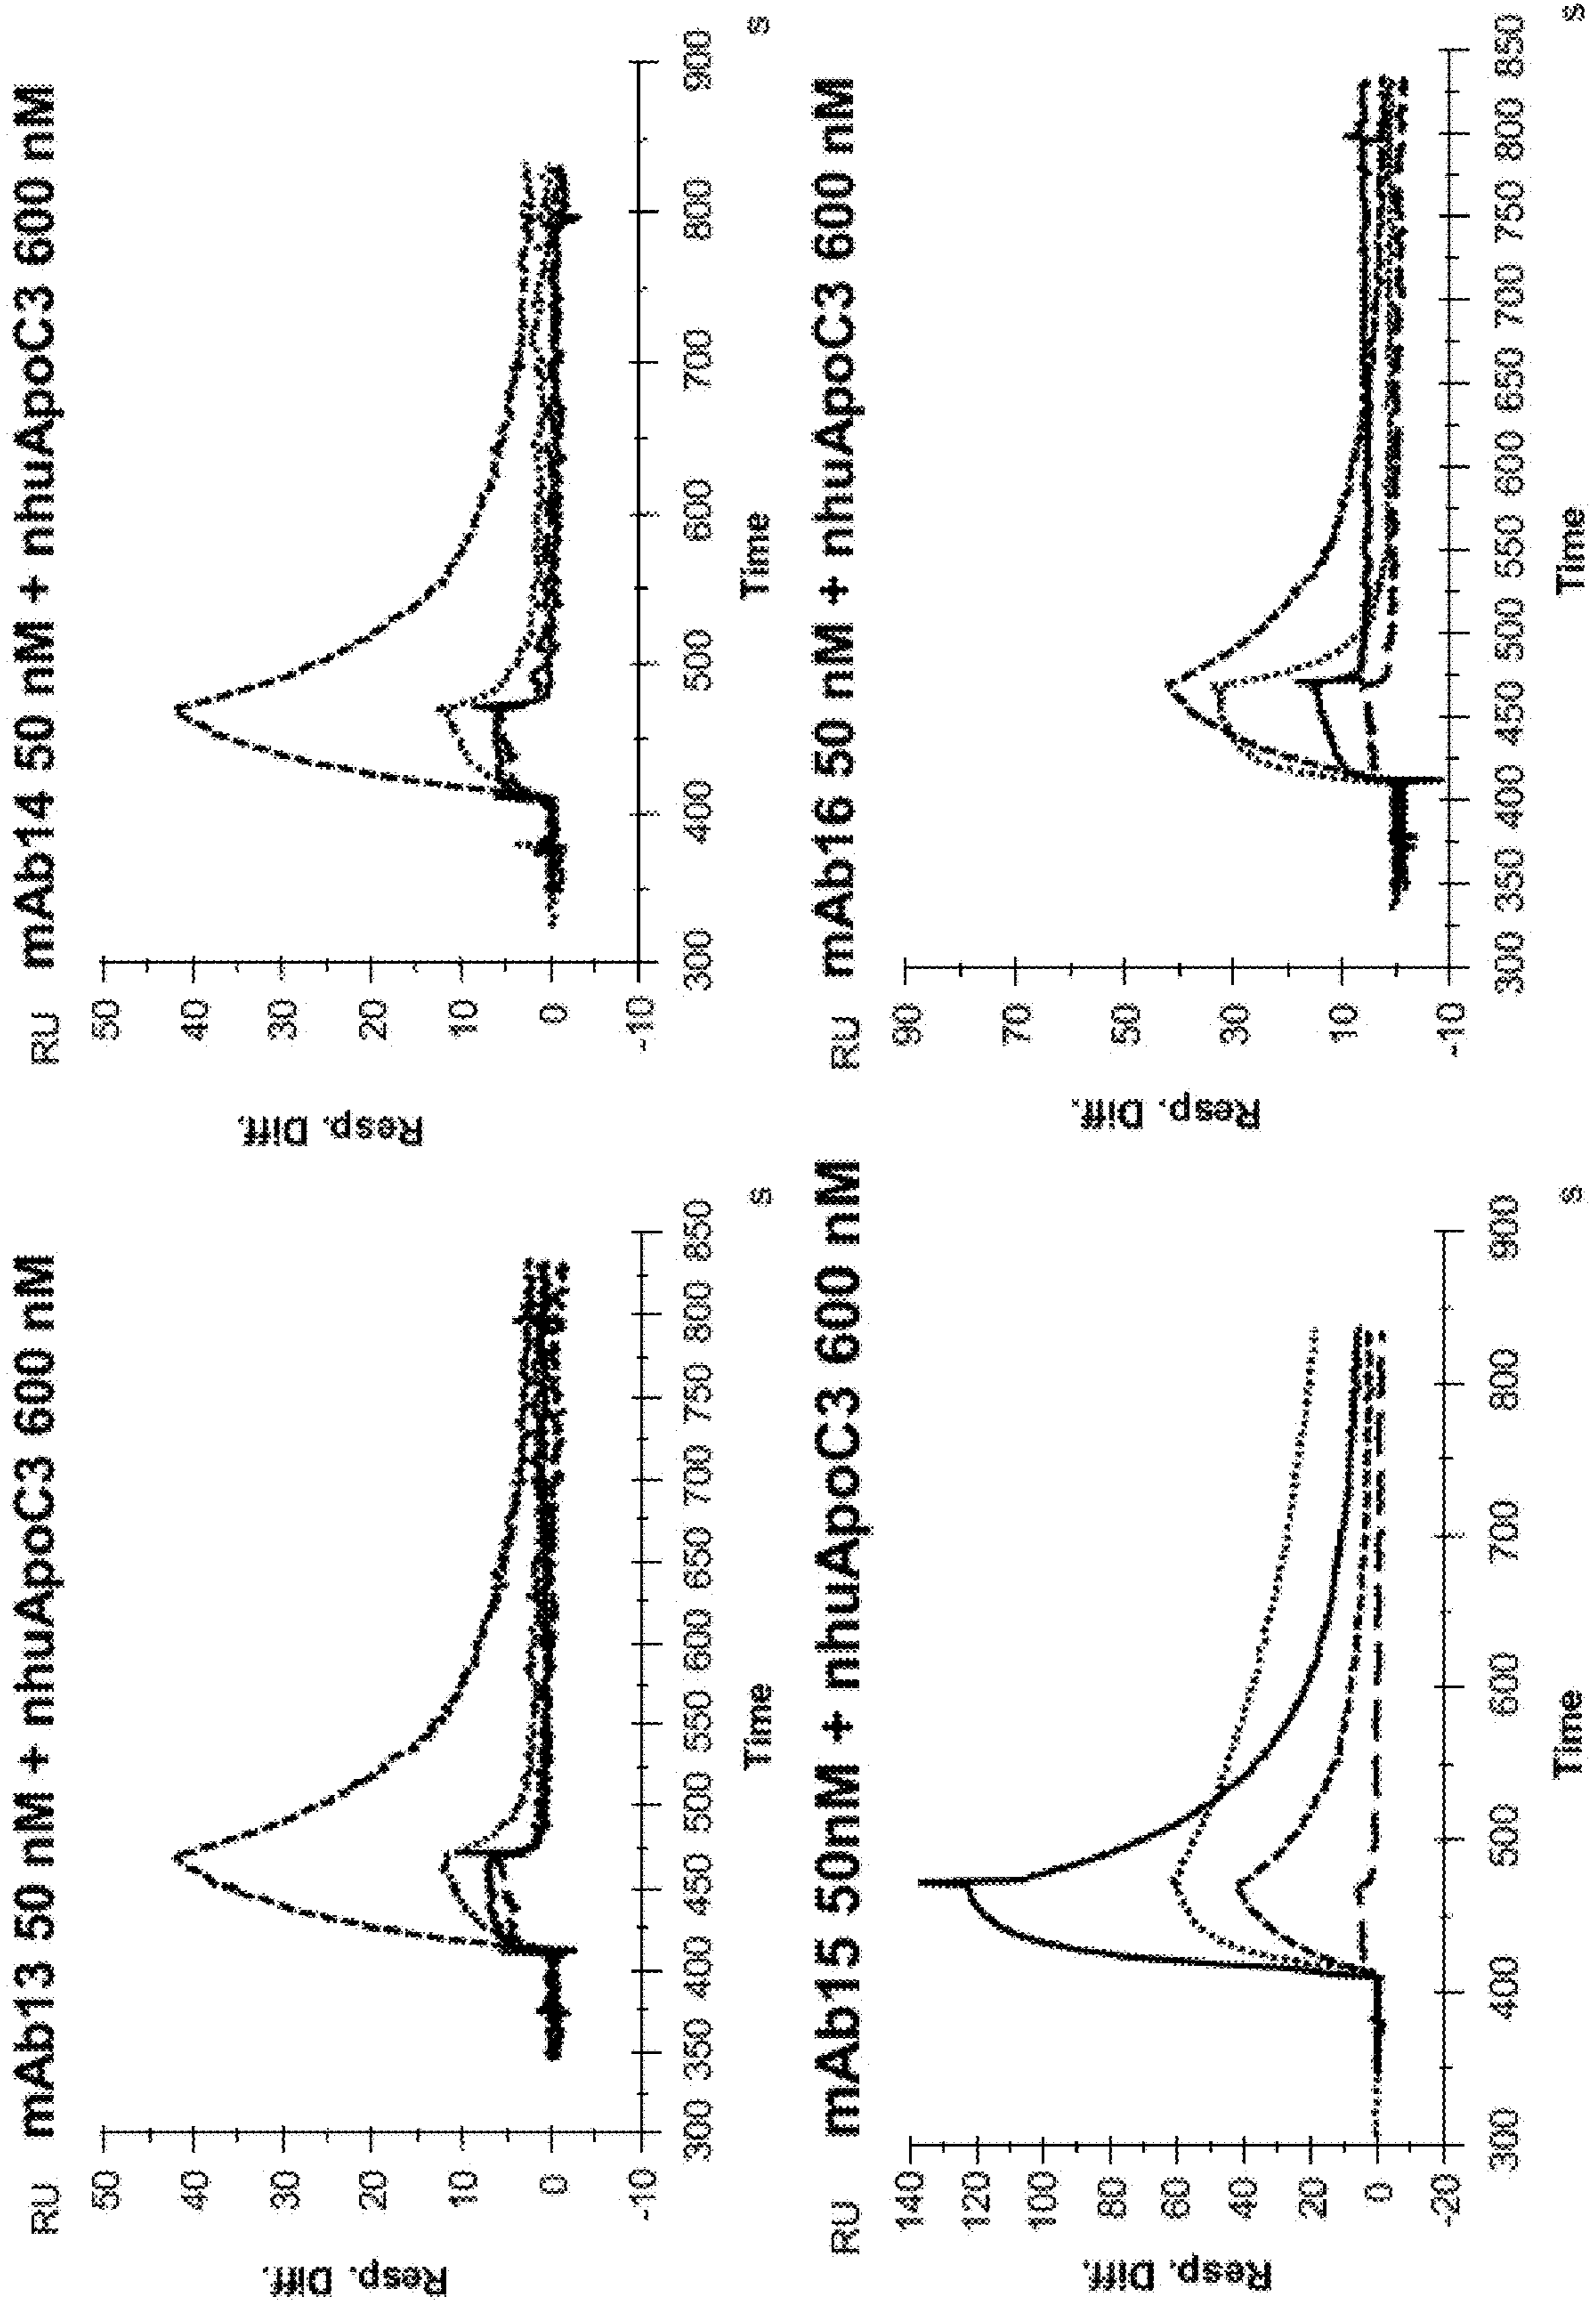 mAb13 50 nM + nhuApoC3 600 nM
RU
50
40
30
20
10
0
-10
Resp. Diff.
300 350 400 450 500 550 600 650 700 750 800 850
Time
s
mAb14 50 nM + nhuApoC3 600 nM
RU
50
40
30
20
10
0
-10
Resp. Diff.
300 400 500 600 700 800 900
Time
s
mAb15 50nM + nhuApoC3 600 nM
RU
140
120
100
80
60
40
20
0
-20
Resp. Diff.
300 400 500 600 700 800 900
Time
s
mAb16 50 nM + nhuApoC3 600 nM
RU
90
70
50
30
10
-10
Resp. Diff.
300 350 400 450 500 550 600 650 700 750 800 850
Time
s